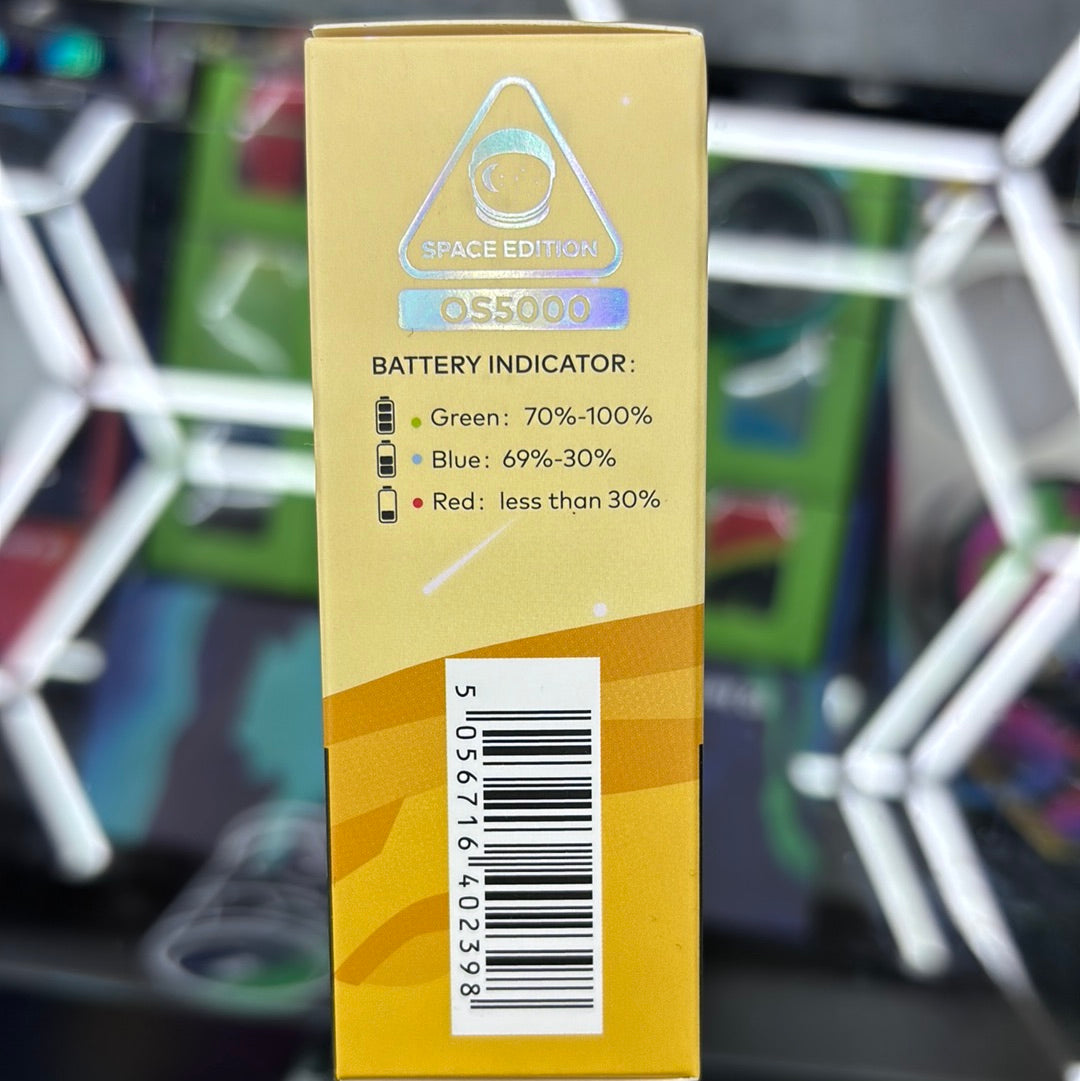 SPACE EDITION
OS5000
BATTERY INDICATOR:
Green: 70%-100%
Blue: 69%-30%
Red: less than 30%
5 056716 402398